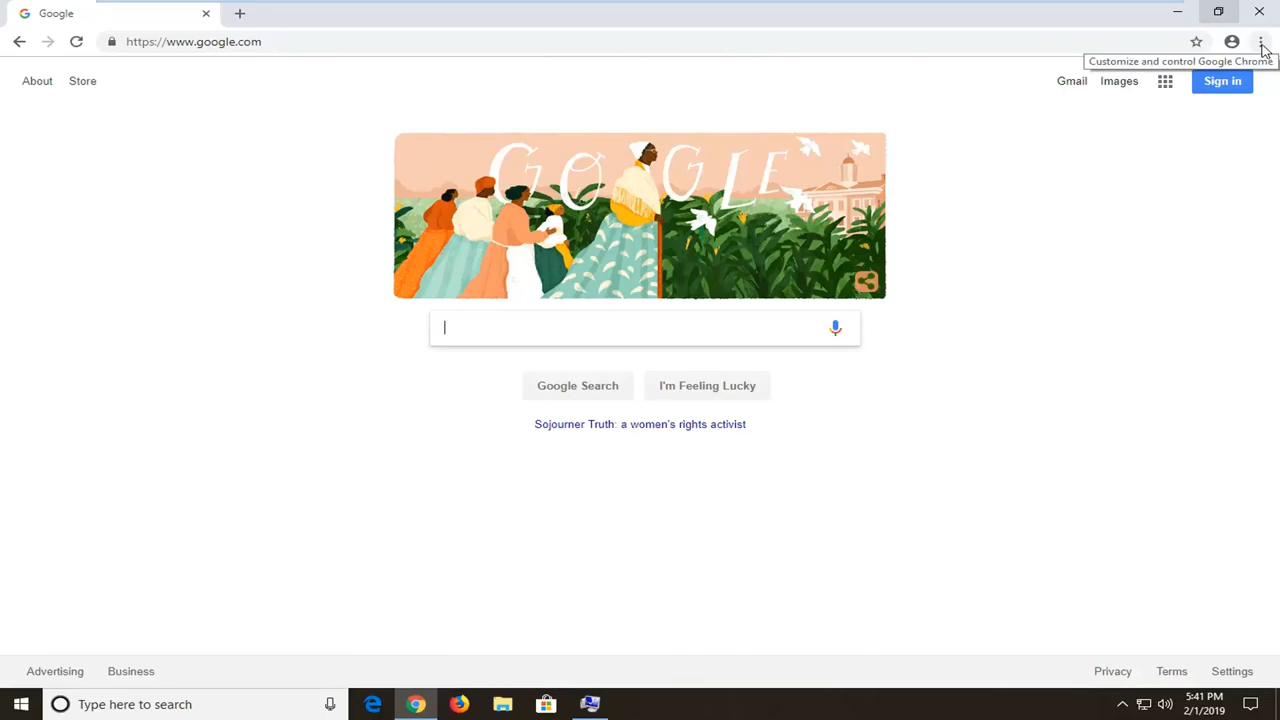 Google
https://www.google.com
Customize and control Google Chrome
About
Store
Gmail
Images
Sign in
GOOGLE
Google Search
I'm Feeling Lucky
Sojourner Truth: a women's rights activist
Advertising
Business
Privacy
Terms
Settings
Type here to search
5:41 PM
2/1/2019